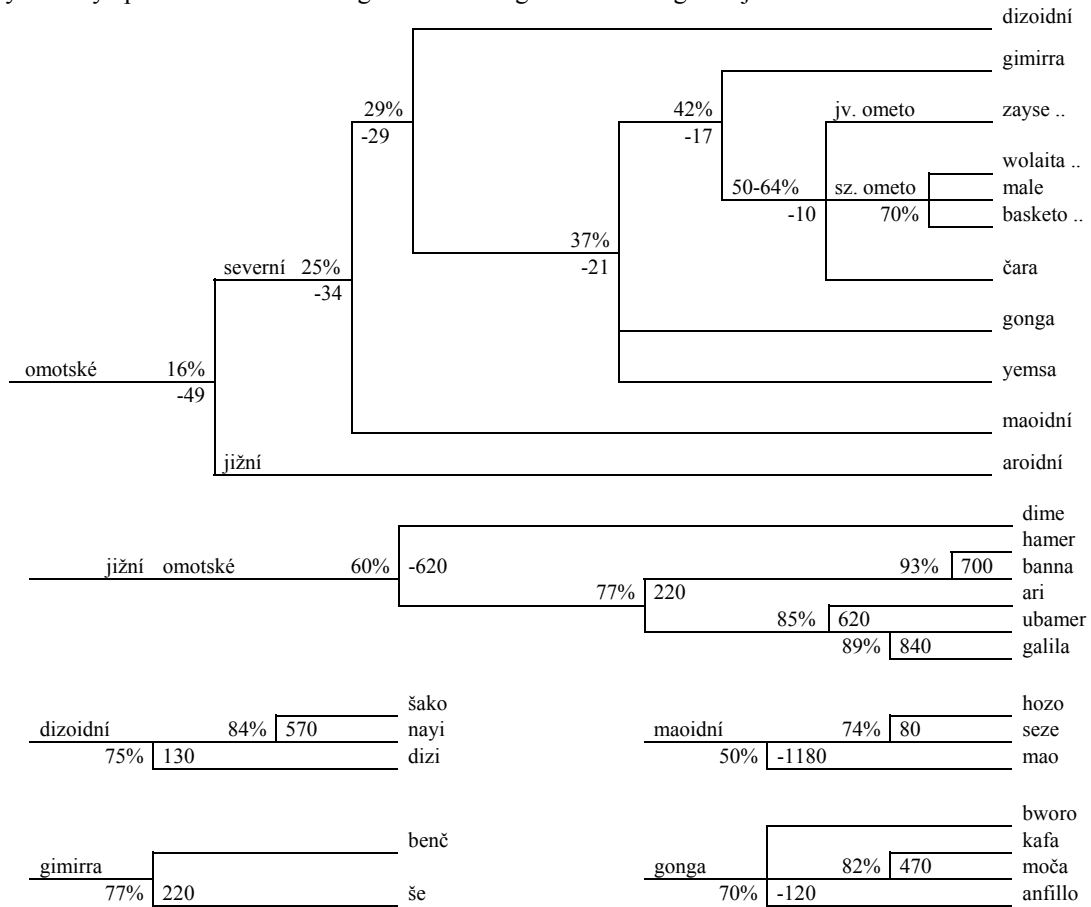 dizoidní
gimirra
29% 42% jv. ometo zayse ..
-29 -17
wolaita ..
50-64% sz. ometo male
-10 70% basketo ..
37%
severní 25% -21 čara
-34
gonga
omotské 16% yemsa
-49
maoidní
jižní aroidní
dime
hamer
jižní omotské 60% -620 93% 700 banna
77% 220 ari
85% 620 ubamer
89% 840 galila
šako hozo
dizoidní 84% 570 nayi maoidní 74% 80 seze
75% 130 dizi 50% -1180 mao
bworo
benč kafa
gimirra gonga 82% 470 moča
77% 220 še 70% -120 anfillo